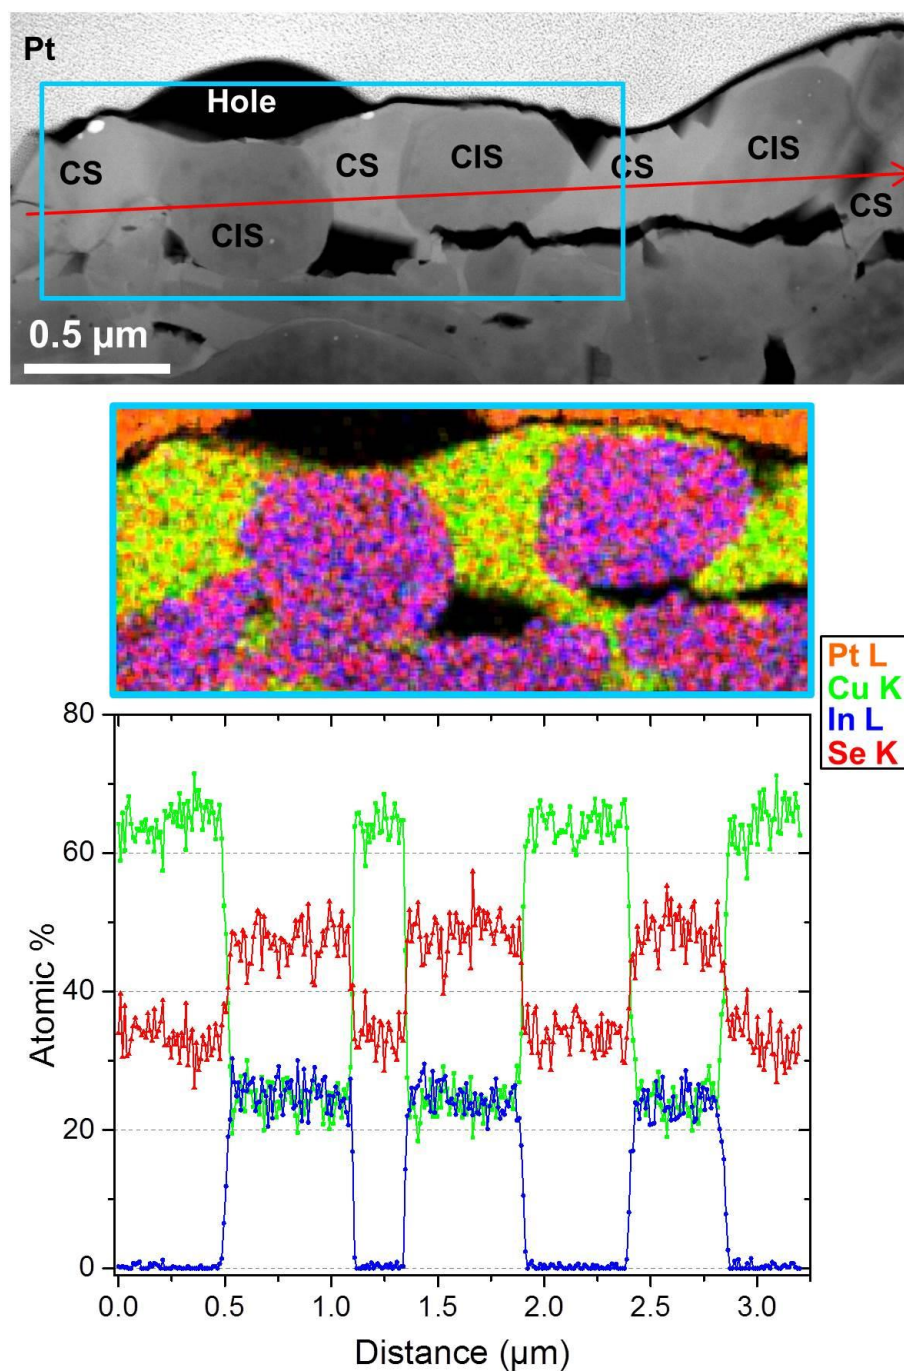 Pt
Hole
CS
CS
CIS
CS
CIS
CIS
CS
0.5 µm
Pt L
Cu K
In L
Se K
80
60
40
20
0
Atomic %
0.0
0.5
1.0
1.5
2.0
2.5
3.0
Distance (µm)